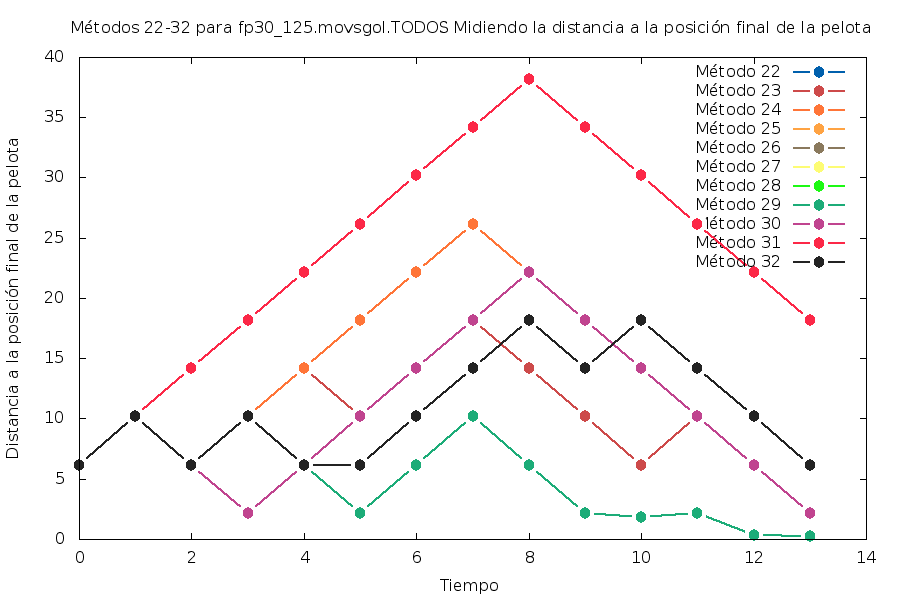 Métodos 22-32 para fp30_125.movsgol.TODOS Midiendo la distancia a la posición final de la pelota
40
35
30
25
20
15
10
5
0
0 2 4 6 8 10 12 14
Distancia a la posición final de la pelota
Tiempo
Método 22
Método 23
Método 24
Método 25
Método 26
Método 27
Método 28
Método 29
Método 30
Método 31
Método 32